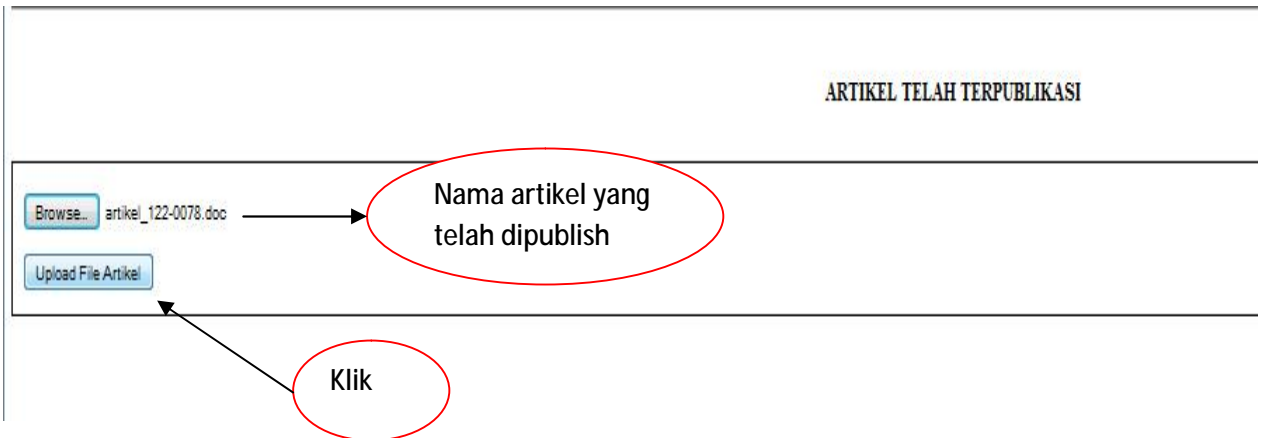 ARTIKEL TELAH TERPUBLIKASI
Nama artikel yang
telah dipublish
Browse... artikel_122-0078.doc
Upload File Artikel
Klik